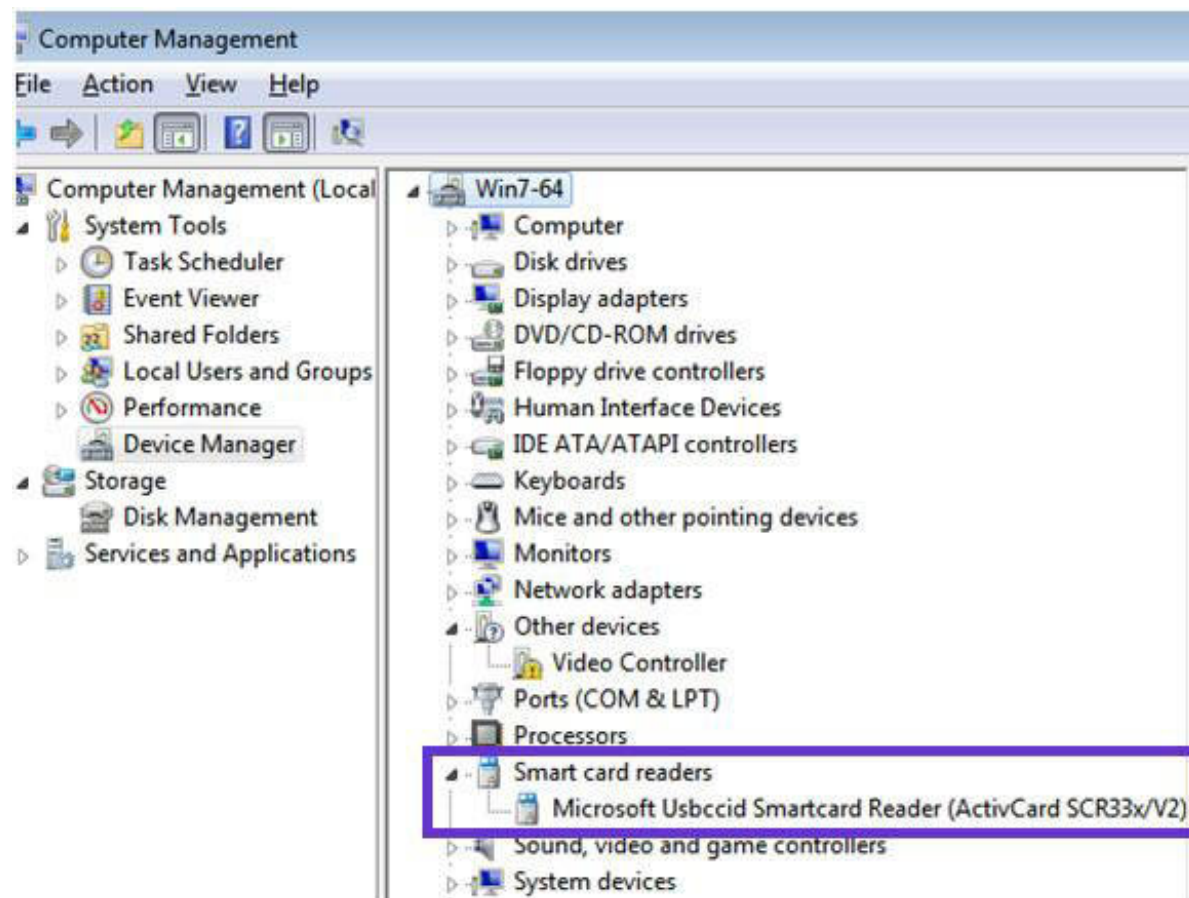 Computer Management
File Action View Help
Computer Management (Local
System Tools
Task Scheduler
Event Viewer
Shared Folders
Local Users and Groups
Performance
Device Manager
Storage
Disk Management
Services and Applications
Win7-64
Computer
Disk drives
Display adapters
DVD/CD-ROM drives
Floppy drive controllers
Human Interface Devices
IDE ATA/ATAPI controllers
Keyboards
Mice and other pointing devices
Monitors
Network adapters
Other devices
Video Controller
Ports (COM & LPT)
Processors
Smart card readers
Microsoft Usbccid Smartcard Reader (ActivCard SCR33x/V2)
Sound, video and game controllers
System devices